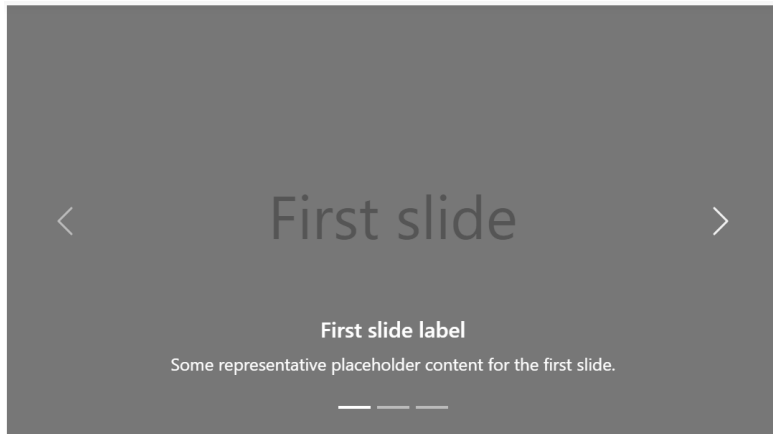 First slide
First slide label
Some representative placeholder content for the first slide.